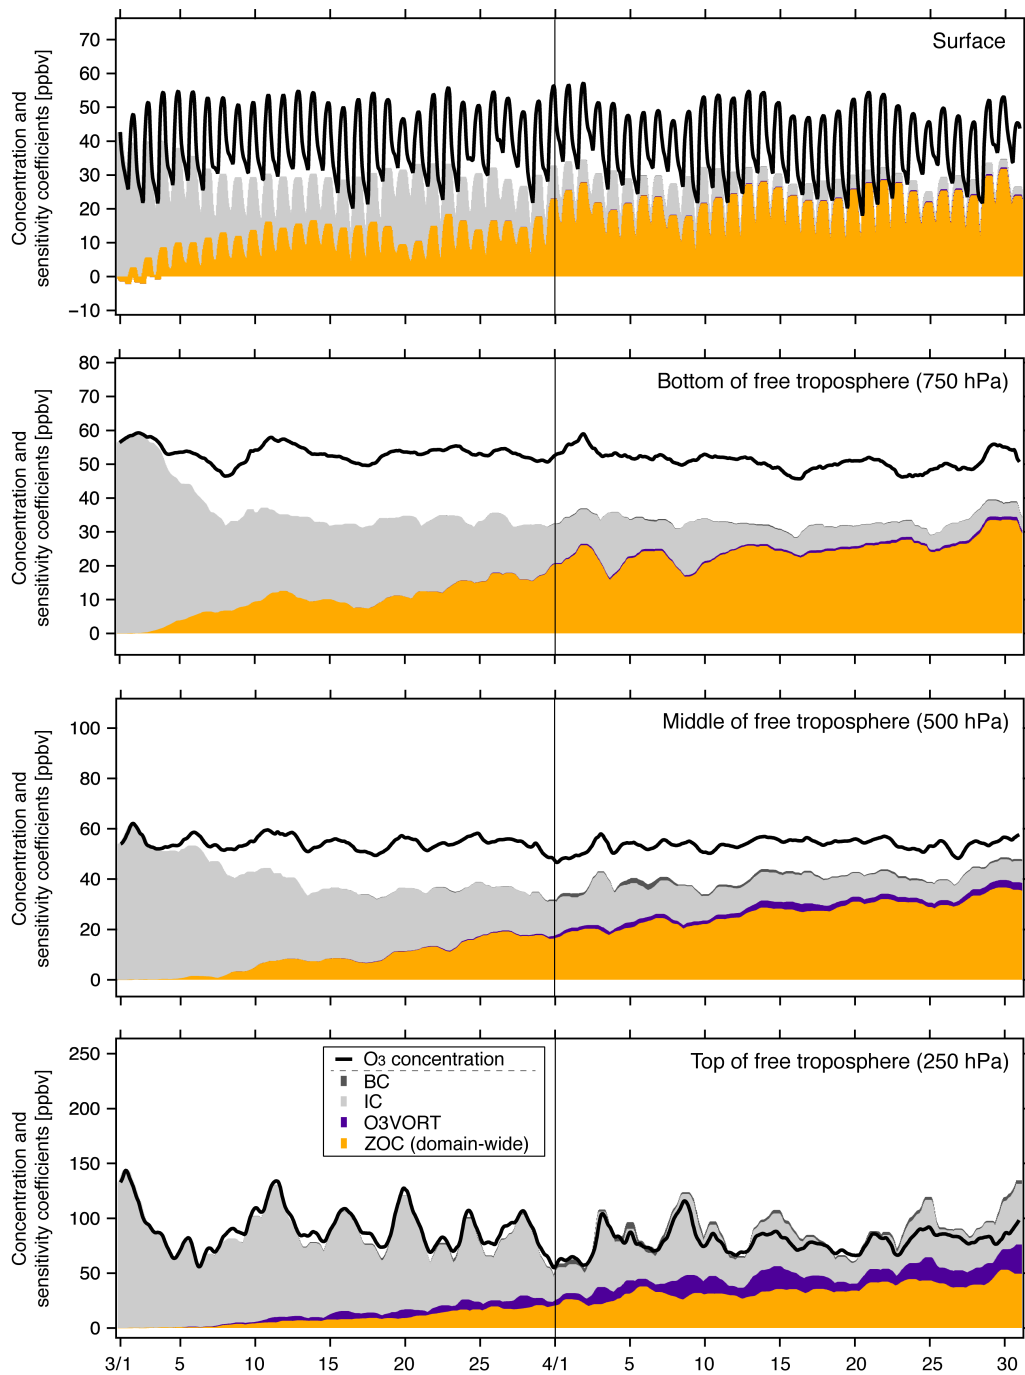 Surface
Concentration and
sensitivity coefficients [ppbv]
70
60
50
40
30
20
10
0
−10
Bottom of free troposphere (750 hPa)
Concentration and
sensitivity coefficients [ppbv]
80
70
60
50
40
30
20
10
0
Middle of free troposphere (500 hPa)
Concentration and
sensitivity coefficients [ppbv]
100
80
60
40
20
0
Top of free troposphere (250 hPa)
Concentration and
sensitivity coefficients [ppbv]
250
200
150
100
50
0
O3 concentration
BC
IC
O3VORT
ZOC (domain-wide)
3/1 5 10 15 20 25 4/1 5 10 15 20 25 30